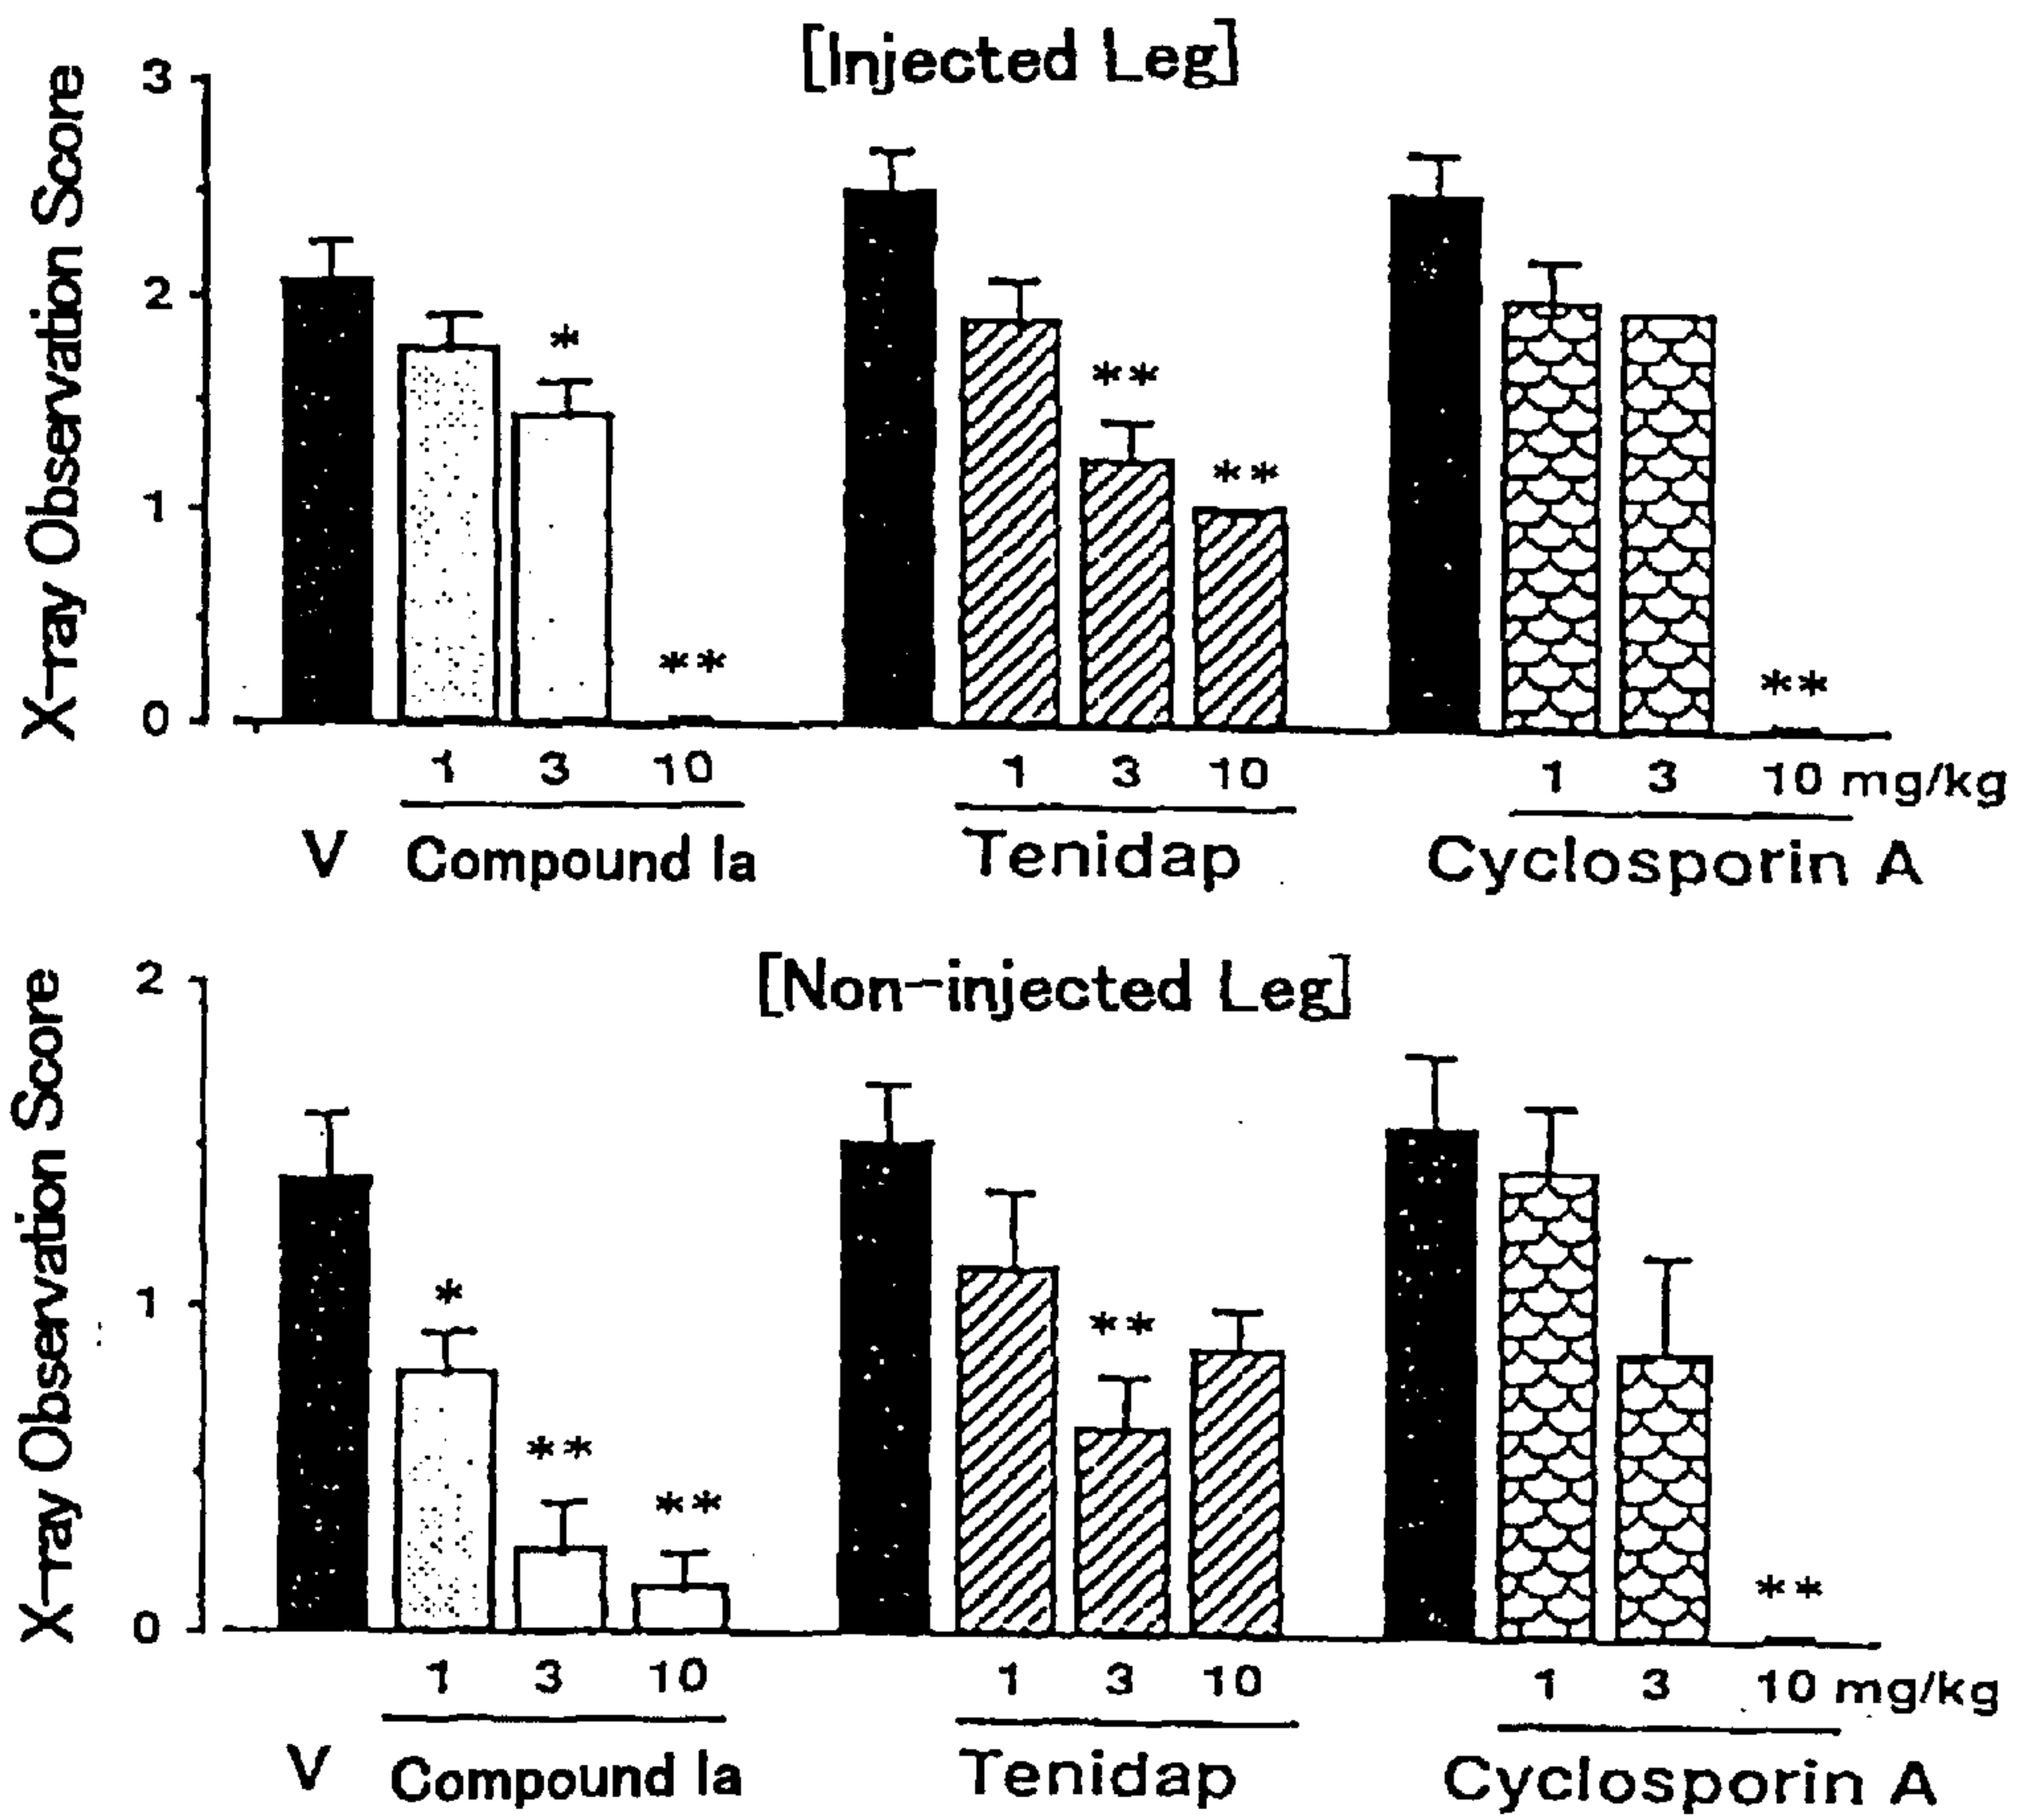 [Injected Leg]
X-ray Observation Score
3
2
1
0
*
**
**
**
**
1 3 10 1 3 10 1 3 10 mg/kg
V Compound Ia Tenidap Cyclosporin A
[Non-injected Leg]
X-ray Observation Score
2
1
0
*
**
**
**
**
1 3 10 1 3 10 1 3 10 mg/kg
V Compound Ia Tenidap Cyclosporin A